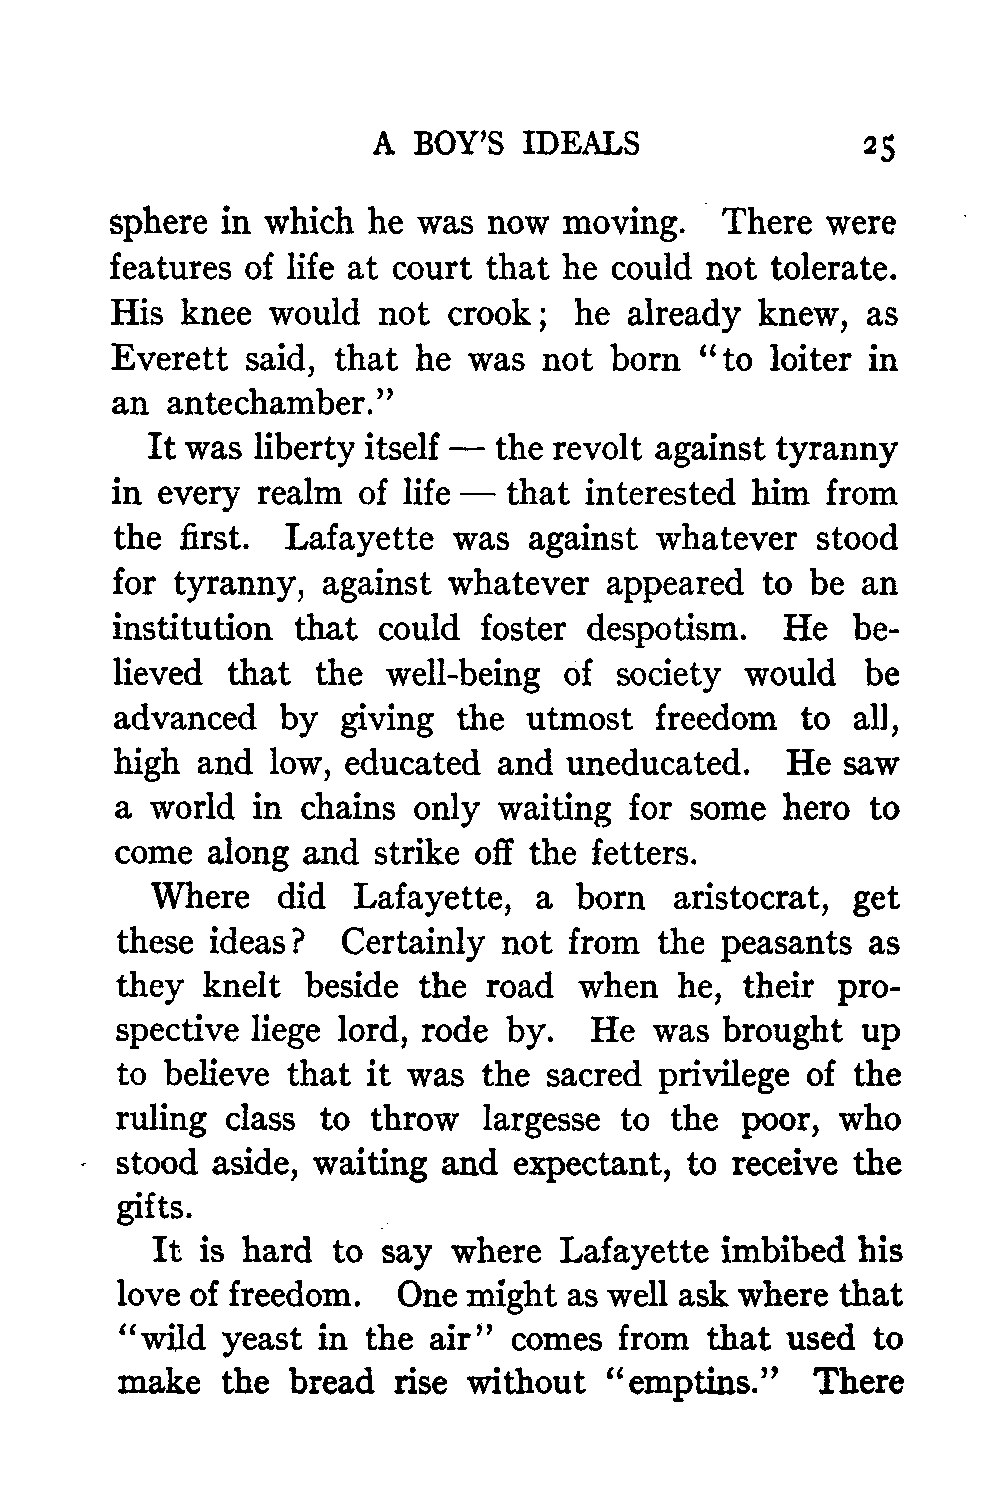 A BOY'S IDEALS 25
sphere in which he was now moving. There were
features of life at court that he could not tolerate.
His knee would not crook; he already knew, as
Everett said, that he was not born "to loiter in
an antechamber."
It was liberty itself — the revolt against tyranny
in every realm of life — that interested him from
the first. Lafayette was against whatever stood
for tyranny, against whatever appeared to be an
institution that could foster despotism. He be-
lieved that the well-being of society would be
advanced by giving the utmost freedom to all,
high and low, educated and uneducated. He saw
a world in chains only waiting for some hero to
come along and strike off the fetters.
Where did Lafayette, a born aristocrat, get
these ideas? Certainly not from the peasants as
they knelt beside the road when he, their pro-
spective liege lord, rode by. He was brought up
to believe that it was the sacred privilege of the
ruling class to throw largesse to the poor, who
stood aside, waiting and expectant, to receive the
gifts.
It is hard to say where Lafayette imbibed his
love of freedom. One might as well ask where that
"wild yeast in the air" comes from that used to
make the bread rise without "emptins." There